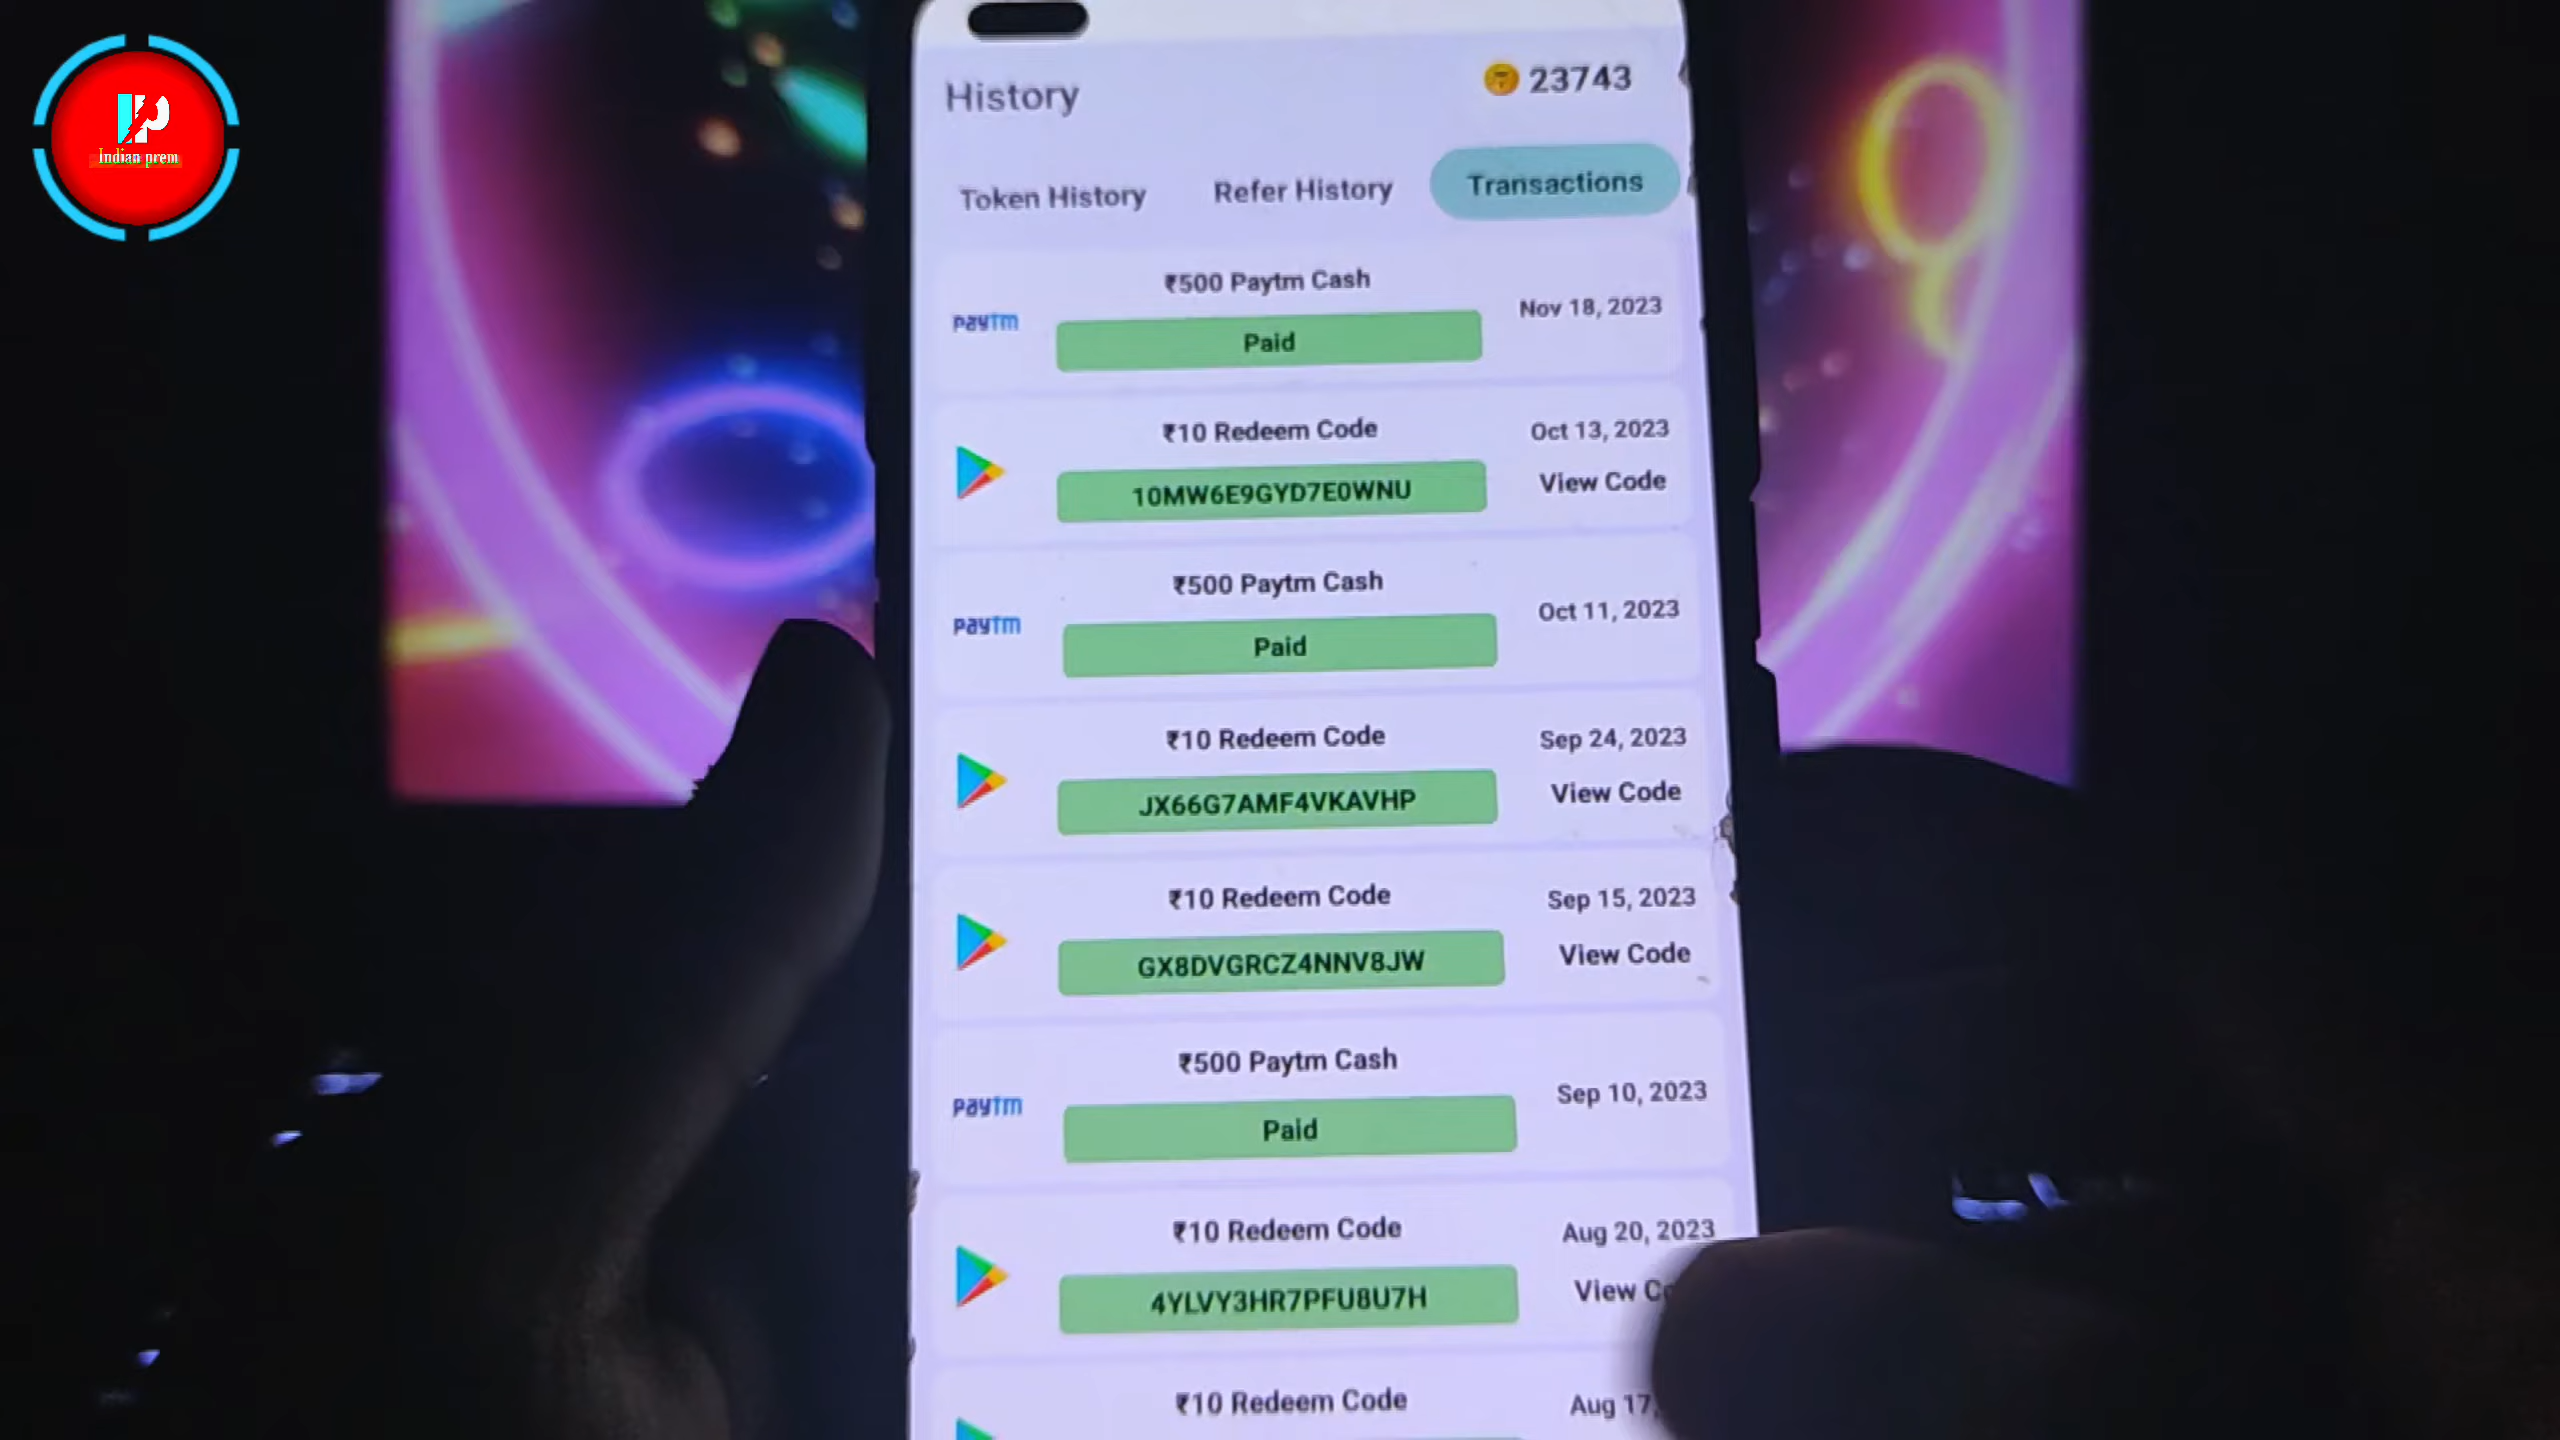 Indian prem
History
23743
Token History
Refer History
Transactions
₹500 Paytm Cash
paytm
Paid
Nov 18, 2023
₹10 Redeem Code
10MW6E9GYD7E0WNU
Oct 13, 2023
View Code
₹500 Paytm Cash
paytm
Paid
Oct 11, 2023
₹10 Redeem Code
JX66G7AMF4VKAVHP
Sep 24, 2023
View Code
₹10 Redeem Code
GX8DVGRCZ4NNV8JW
Sep 15, 2023
View Code
₹500 Paytm Cash
paytm
Paid
Sep 10, 2023
₹10 Redeem Code
4YLVY3HR7PFU8U7H
Aug 20, 2023
View
₹10 Redeem Code
Aug 17,